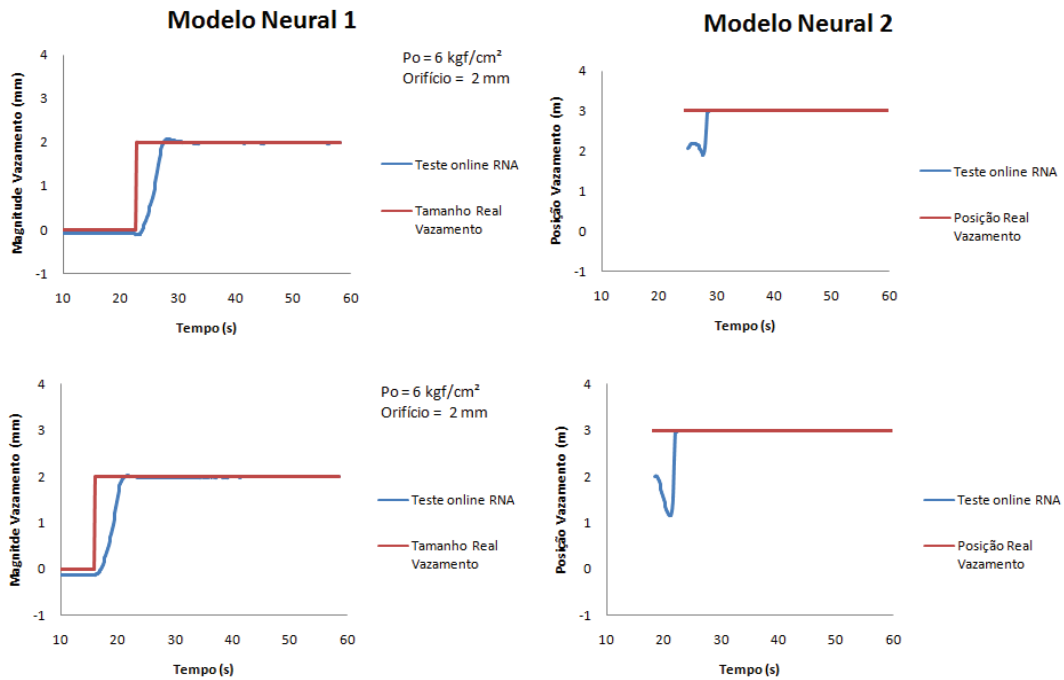 Modelo Neural 1
Modelo Neural 2
Po = 6 kgf/cm²
Orifício = 2 mm
Magnitude Vazamento (mm)
4
3
2
1
0
-1
10 20 30 40 50 60
Tempo (s)
Teste online RNA
Tamanho Real
Vazamento
Posição Vazamento (m)
4
3
2
1
0
-1
10 20 30 40 50 60
Tempo (s)
Teste online RNA
Posição Real
Vazamento
Po = 6 kgf/cm²
Orifício = 2 mm
Magnitde Vazamento (mm)
4
3
2
1
0
-1
10 20 30 40 50 60
Tempo (s)
Teste online RNA
Tamanho Real
Vazamento
Posição Vazamento (m)
4
3
2
1
0
-1
10 20 30 40 50 60
Tempo (s)
Teste online RNA
Posição Real
Vazamento